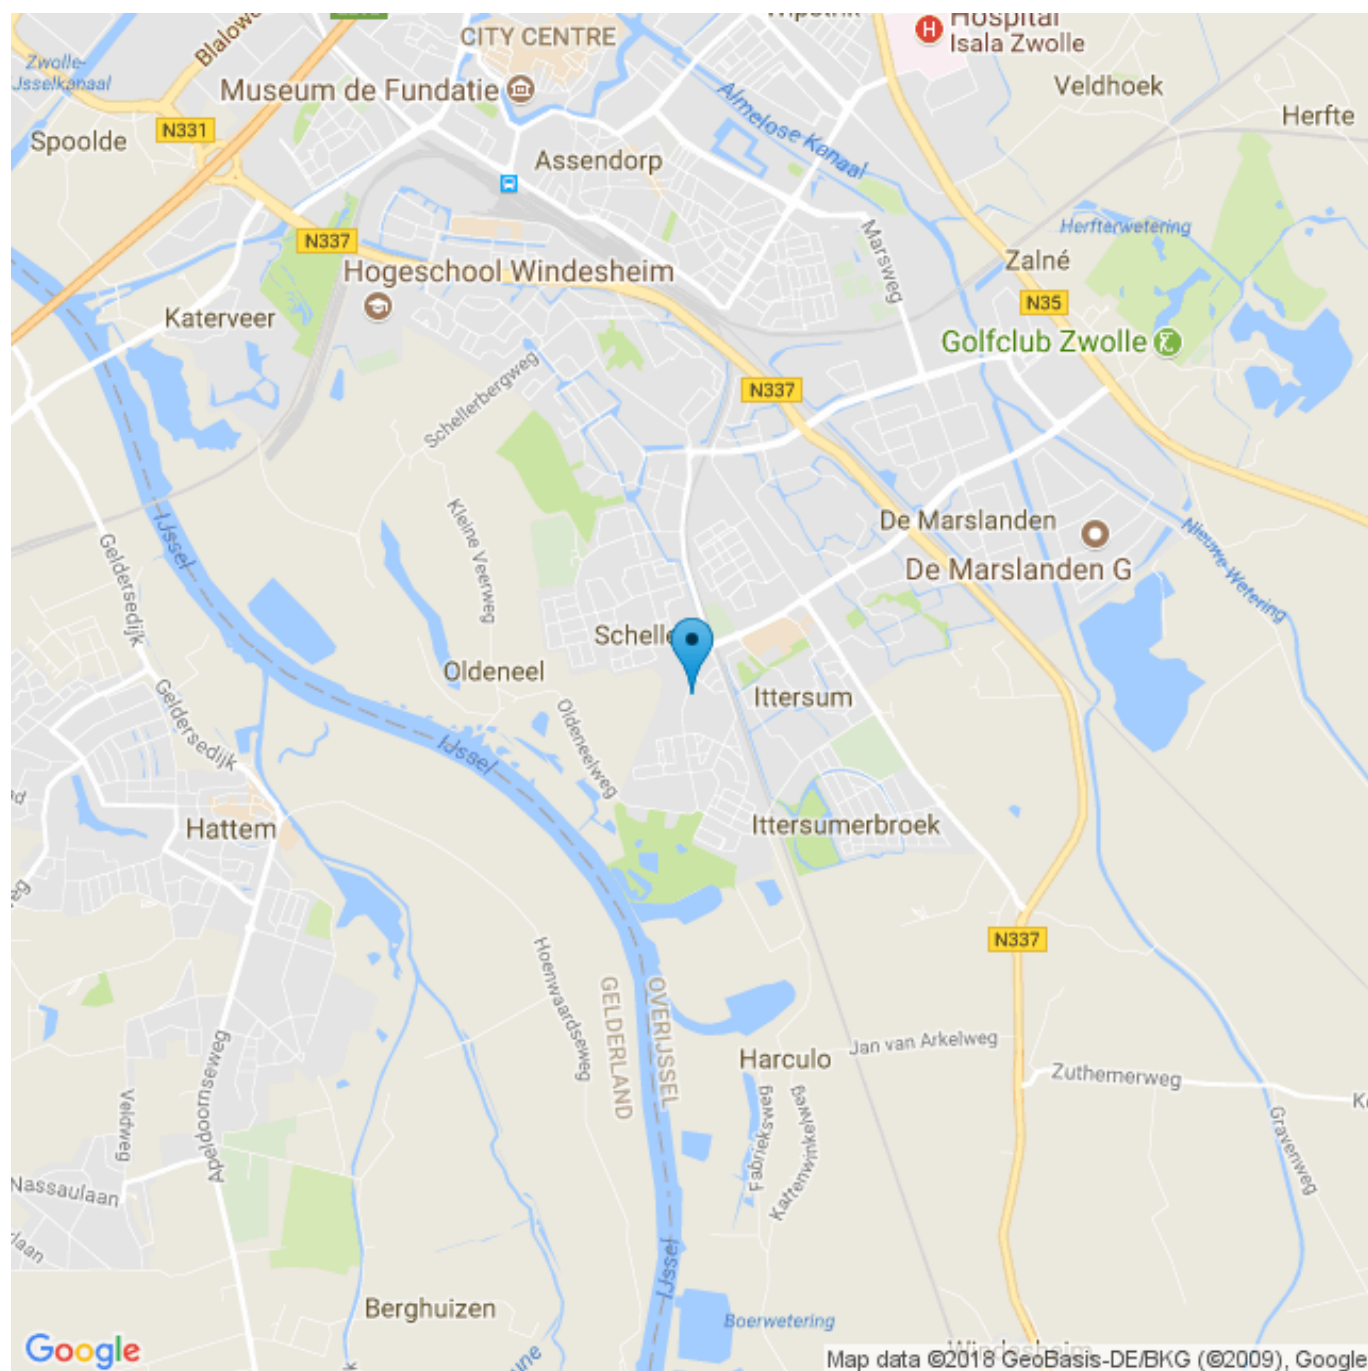 Hospital
Isala Zwolle
CITY CENTRE
Zwolle-
Museum de Fundatie
Veldhoek
Almelose Kanaal
Herfte
N331
Spoolde
Assendorp
Herfterwetering
N337
Marsweg
Zalné
Hogeschool Windesheim
N35
Katerveer
Golfclub Zwolle
Schellerbergweg
N337
IJssel
Kleine Veerweg
De Marslanden
Nieuwe-Wetering
De Marslanden G
Geldersedijk
Oldeneel
Ittersum
Geldersedijk
Oldeneelweg
IJssel
Hattem
Ittersumerbroek
N337
Hoenwaardseweg
GELDERLAND
OVERIJSSEL
Harculo
Jan van Arkelweg
Zuthemerweg
Apeldoornseweg
Veldweg
Fabrieksweg
Kattenwinkelweg
Gravenweg
Nassaulaan
IJssel
Berghuizen
Boerwetering
Windesheim
Google
Map data ©2018 GeoBasis-DE/BKG (©2009), Google